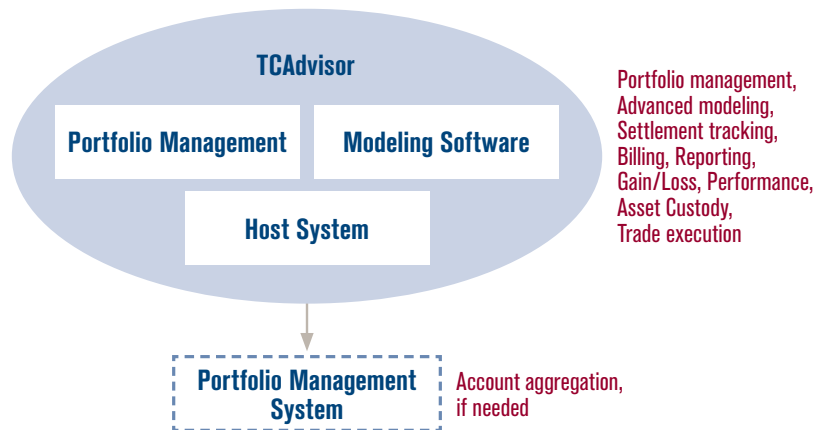 TCAdvisor
Portfolio Management
Modeling Software
Host System
Portfolio management,
Advanced modeling,
Settlement tracking,
Billing, Reporting,
Gain/Loss, Performance,
Asset Custody,
Trade execution
Portfolio Management
System
Account aggregation,
if needed